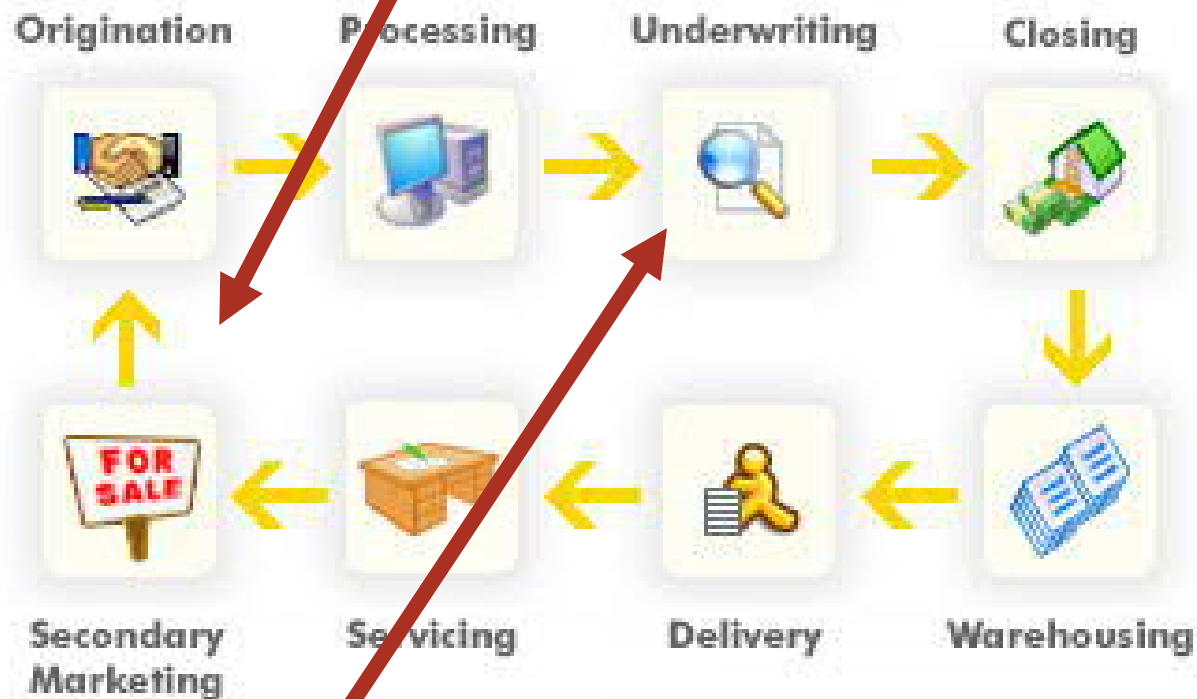 Origination
Processing
Underwriting
Closing
FOR
SALE
Secondary
Marketing
Servicing
Delivery
Warehousing